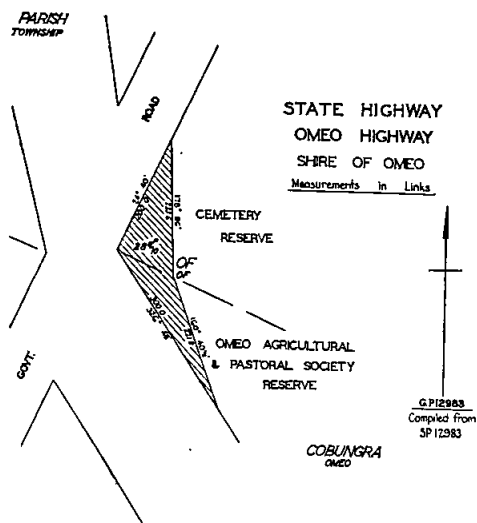 PARISH
TOWNSHIP
ROAD
STATE HIGHWAY
OMEO HIGHWAY
SHIRE OF OMEO
Measurements in Links
CEMETERY
RESERVE
OF
OF
OMEO AGRICULTURAL
& PASTORAL SOCIETY
RESERVE
GOVT.
G.P.12983
Compiled from
S.P.12983
COBUNGRA
OMEO